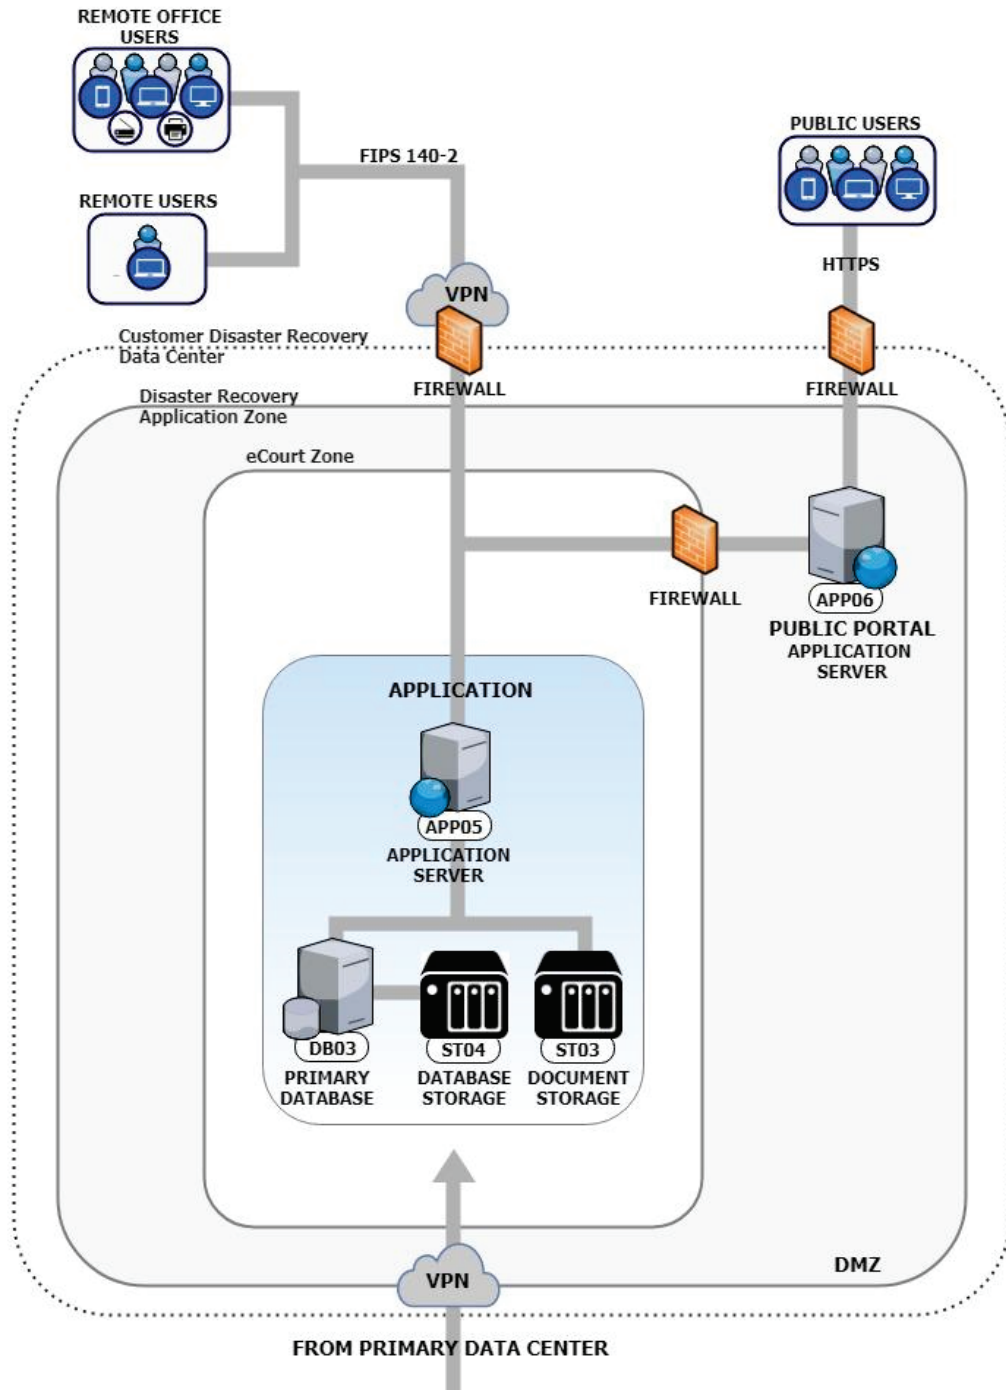 REMOTE OFFICE
USERS
PUBLIC USERS
FIPS 140-2
REMOTE USERS
HTTPS
VPN
Customer Disaster Recovery
Data Center
FIREWALL
FIREWALL
Disaster Recovery
Application Zone
eCourt Zone
FIREWALL
APP06
PUBLIC PORTAL
APPLICATION
SERVER
APPLICATION
APP05
APPLICATION
SERVER
DB03
ST04
ST03
PRIMARY
DATABASE
DATABASE
STORAGE
DOCUMENT
STORAGE
DMZ
VPN
FROM PRIMARY DATA CENTER